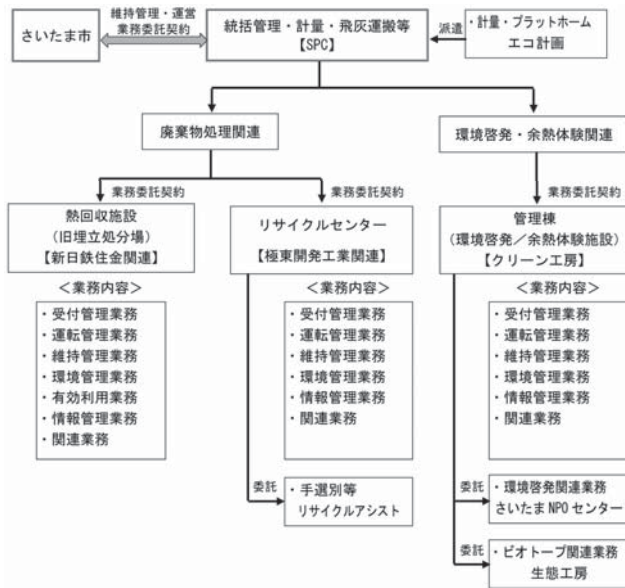 さいたま市
維持管理・運営
業務委託契約
統括管理・計量・飛灰運搬等
【SPC】
派遣
・計量・プラットホーム
エコ計画
廃棄物処理関連
環境啓発・余熱体験関連
業務委託契約
業務委託契約
業務委託契約
熱回収施設
(旧埋立処分場)
【新日鉄住金関連】
リサイクルセンター
【極東開発工業関連】
管理棟
(環境啓発/余熱体験施設)
【クリーン工房】
<業務内容>
・受付管理業務
・運転管理業務
・維持管理業務
・環境管理業務
・有効利用業務
・情報管理業務
・関連業務
<業務内容>
・受付管理業務
・運転管理業務
・維持管理業務
・環境管理業務
・情報管理業務
・関連業務
<業務内容>
・受付管理業務
・運転管理業務
・維持管理業務
・環境管理業務
・情報管理業務
・関連業務
委託
・手選別等
リサイクルアシスト
委託
・環境啓発関連業務
さいたま NPO センター
委託
・ビオトープ関連業務
生態工房